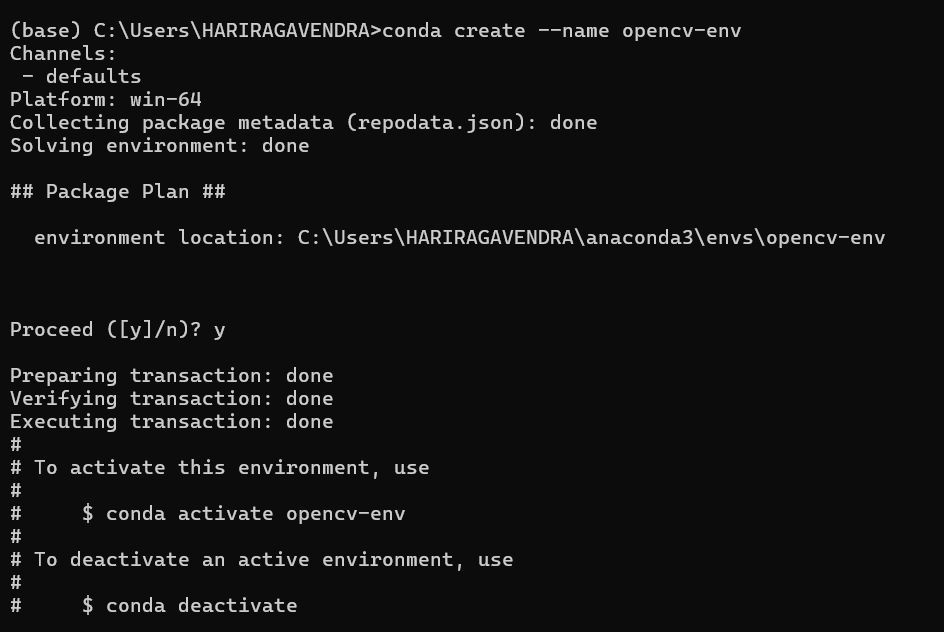 (base) C:\Users\HARIRAGAVENDRA>conda create --name opencv-env
Channels:
 - defaults
Platform: win-64
Collecting package metadata (repodata.json): done
Solving environment: done

## Package Plan ##

  environment location: C:\Users\HARIRAGAVENDRA\anaconda3\envs\opencv-env

Proceed ([y]/n)? y

Preparing transaction: done
Verifying transaction: done
Executing transaction: done
#
# To activate this environment, use
#
#     $ conda activate opencv-env
#
# To deactivate an active environment, use
#
#     $ conda deactivate